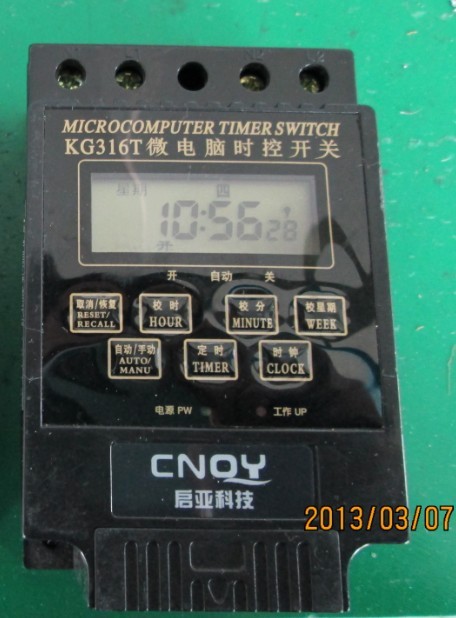 MICROCOMPUTER TIMER SWITCH
KG316T微电脑时控开关
星期 四
10:56 28
开
开 自动 关
取消/恢复
RESET/
RECALL
校时
HOUR
校分
MINUTE
校星期
WEEK
自动/手动
AUTO/
MANU
定时
TIMER
时钟
CLOCK
电源 PW
工作 UP
CNQY
启亚科技
2013/03/07